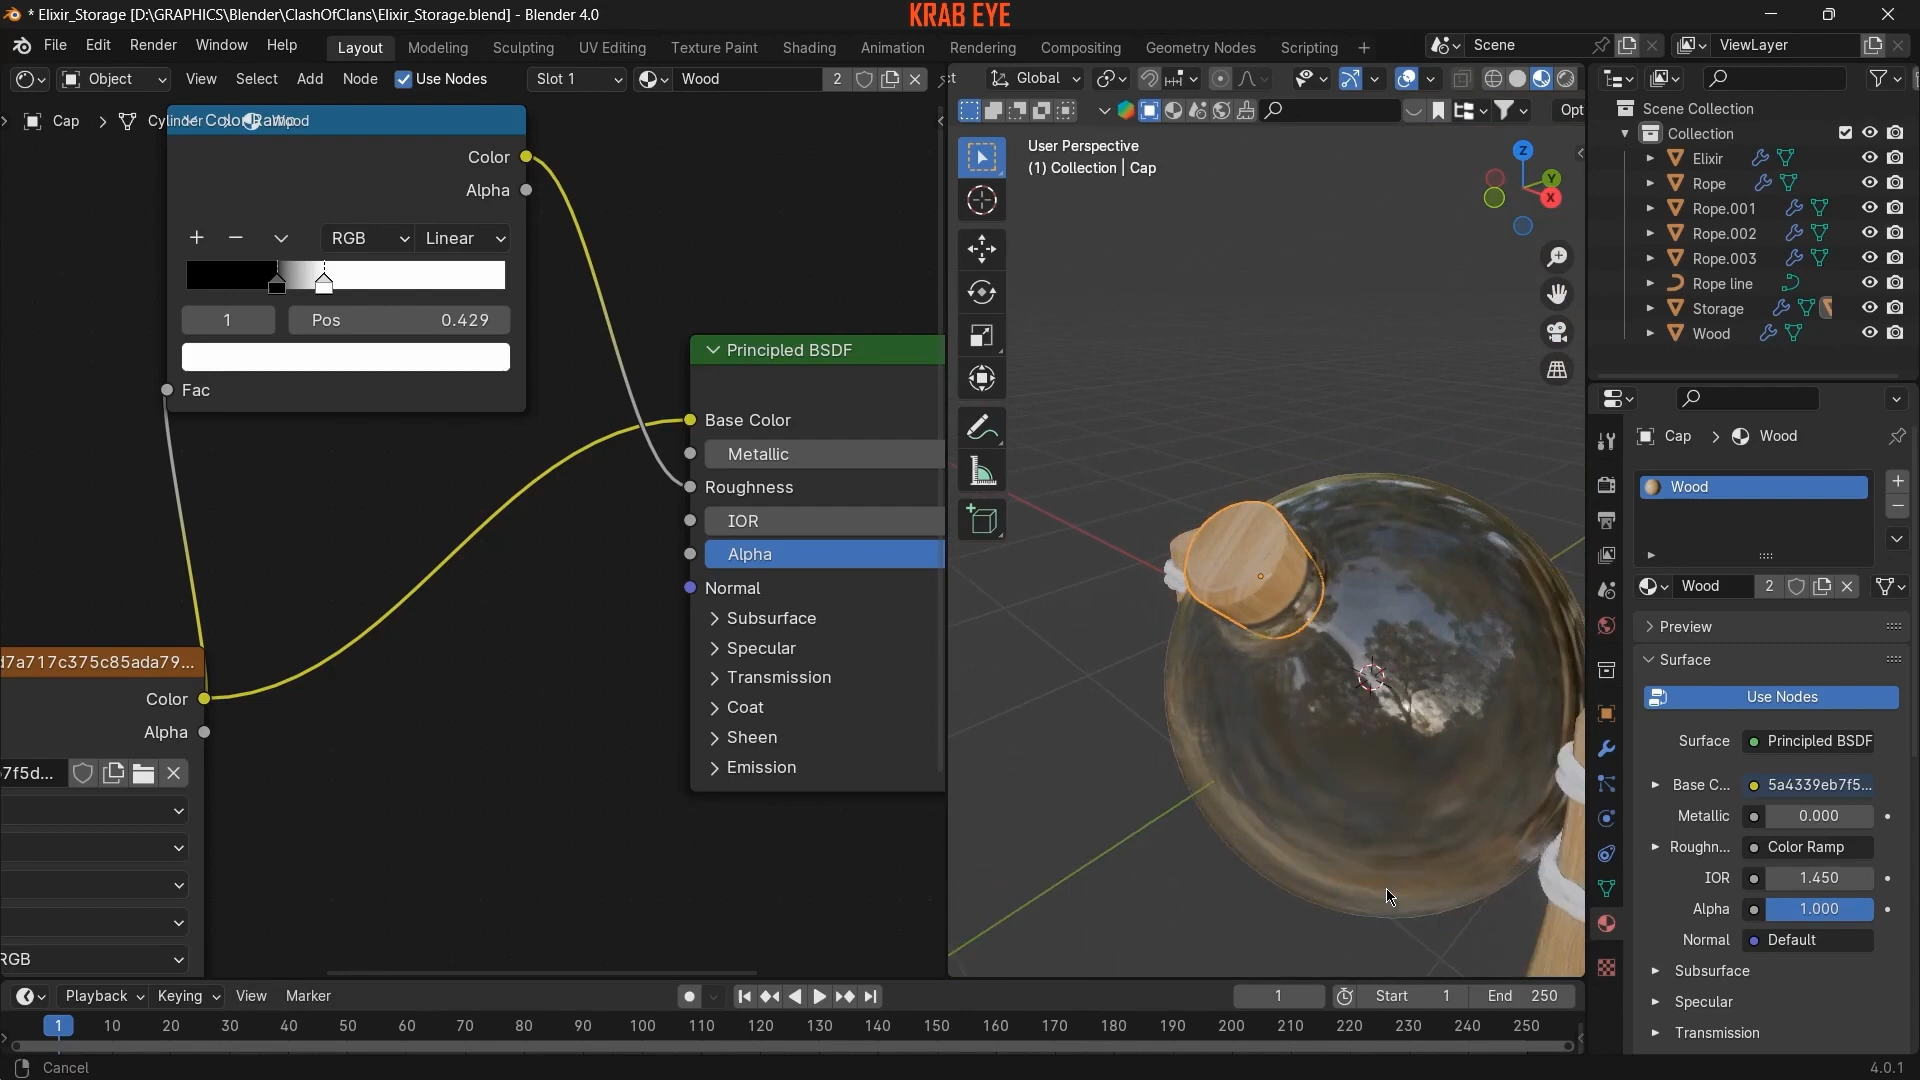 * Elixir_Storage [D:\GRAPHICS\Blender\ClashOfClans\Elixir_Storage.blend] - Blender 4.0
KRAB EYE
File Edit Render Window Help
Layout Modeling Sculpting UV Editing Texture Paint Shading Animation Rendering Compositing Geometry Nodes Scripting +
Scene
ViewLayer
Object View Select Add Node Use Nodes Slot 1 Wood 2
Global
Opt
Cap > Cylinder Wood
Color Ramp
Color
Alpha
RGB Linear
1 Pos 0.429
Fac
Principled BSDF
Base Color
Metallic
Roughness
IOR
Alpha
Normal
Subsurface
Specular
Transmission
Coat
Sheen
Emission
d7a717c375c85ada79...
Color
Alpha
7f5d...
RGB
User Perspective
(1) Collection | Cap
Z
Y
X
Scene Collection
Collection
Elixir
Rope
Rope.001
Rope.002
Rope.003
Rope line
Storage
Wood
Cap > Wood
Wood
Wood 2
Preview
Surface
Use Nodes
Surface Principled BSDF
Base C... 5a4339eb7f5...
Metallic 0.000
Roughn... Color Ramp
IOR 1.450
Alpha 1.000
Normal Default
Subsurface
Specular
Transmission
Playback Keying View Marker
1 Start 1 End 250
1 10 20 30 40 50 60 70 80 90 100 110 120 130 140 150 160 170 180 190 200 210 220 230 240 250
Cancel
4.0.1